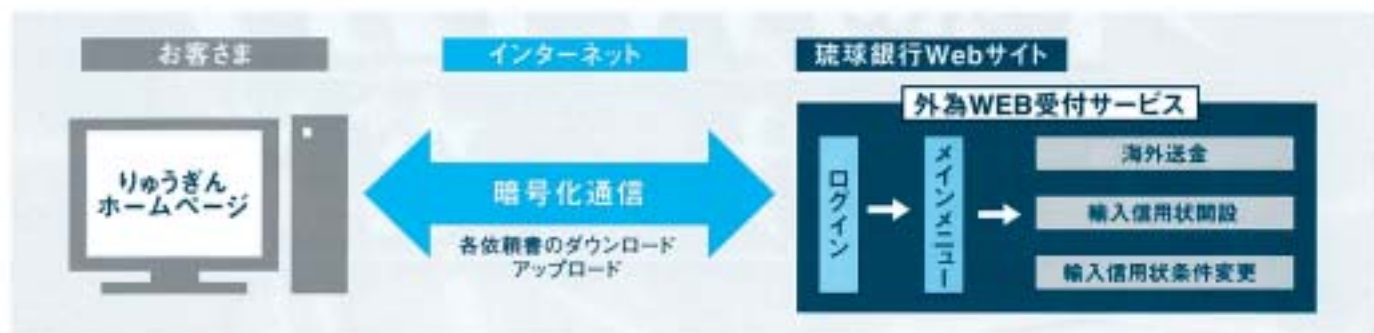 お客さま
インターネット
琉球銀行Webサイト
外為WEB受付サービス
りゅうぎん
ホームページ
暗号化通信
各依頼書のダウンロード
アップロード
ログイン
メインメニュー
海外送金
輸入信用状開設
輸入信用状条件変更